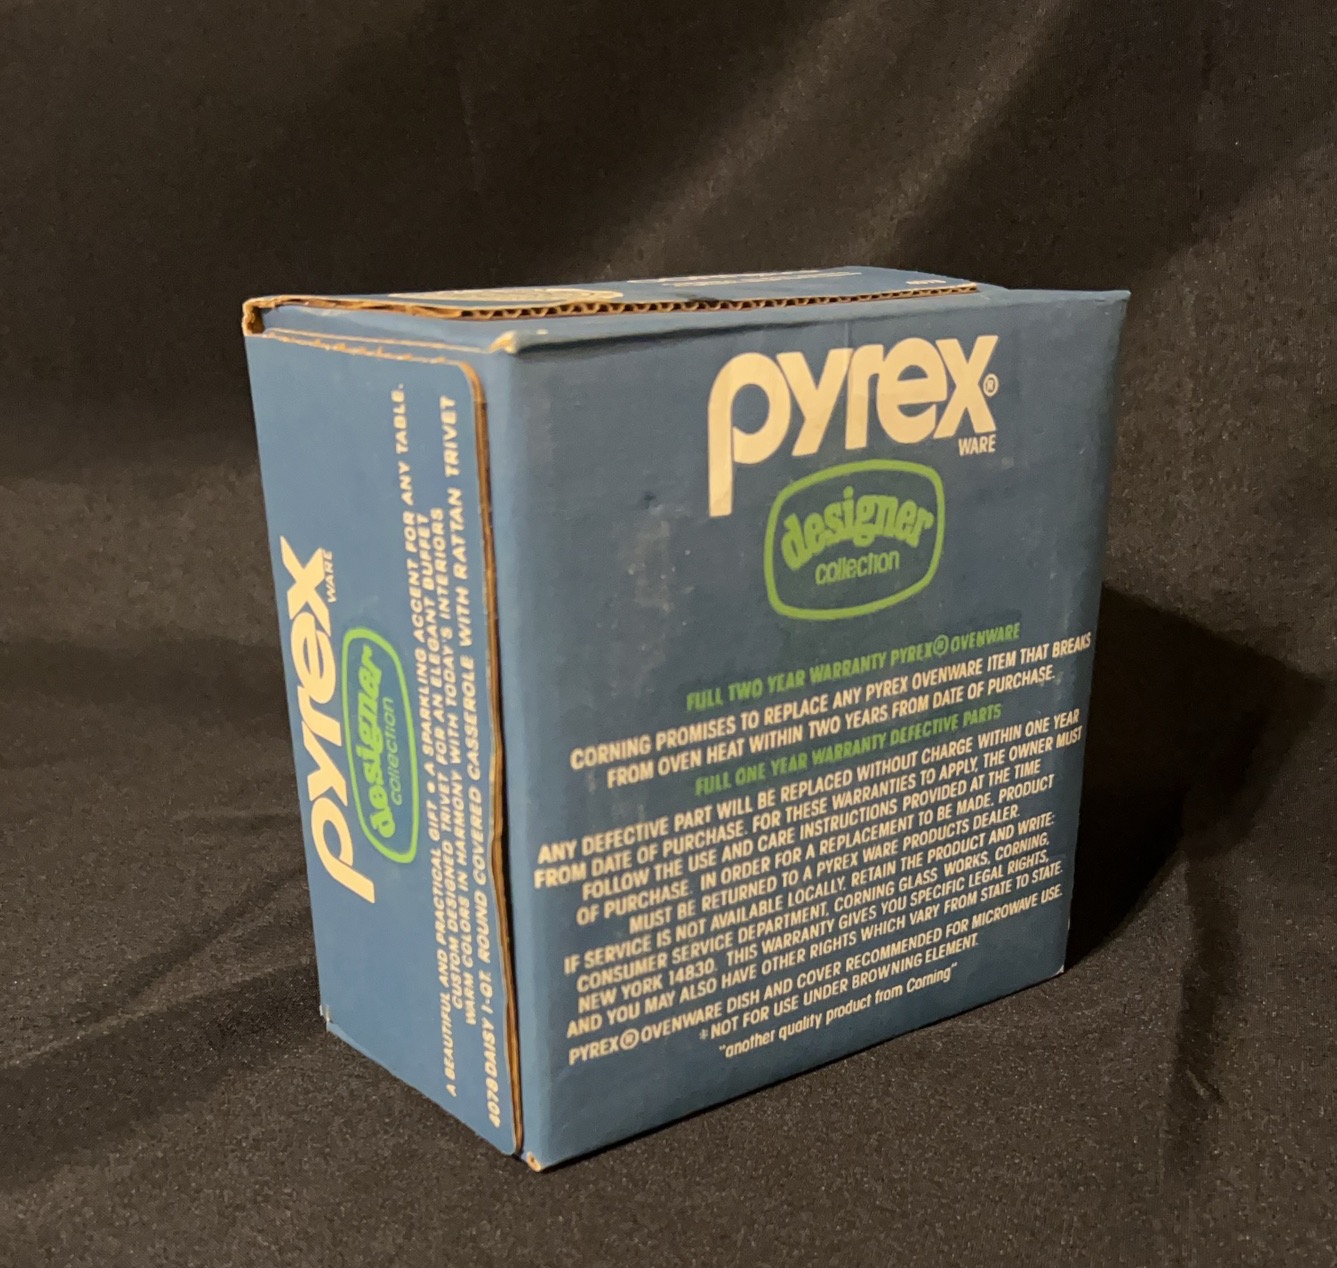 pyrex®
WARE
designer
collection
A BEAUTIFUL AND PRACTICAL GIFT • A SPARKLING ACCENT FOR ANY TABLE.
CUSTOM DESIGNED TRIVET FOR AN ELEGANT BUFFET
WARM COLORS IN HARMONY WITH TODAY'S INTERIORS
4078 DAISY 1-QT. ROUND COVERED CASSEROLE WITH RATTAN TRIVET
pyrex®
WARE
designer
collection
FULL TWO YEAR WARRANTY PYREX® OVENWARE
CORNING PROMISES TO REPLACE ANY PYREX OVENWARE ITEM THAT BREAKS
FROM OVEN HEAT WITHIN TWO YEARS FROM DATE OF PURCHASE.
FULL ONE YEAR WARRANTY DEFECTIVE PARTS
ANY DEFECTIVE PART WILL BE REPLACED WITHOUT CHARGE WITHIN ONE YEAR
FROM DATE OF PURCHASE. FOR THESE WARRANTIES TO APPLY, THE OWNER MUST
FOLLOW THE USE AND CARE INSTRUCTIONS PROVIDED AT THE TIME
OF PURCHASE. IN ORDER FOR A REPLACEMENT TO BE MADE, PRODUCT
MUST BE RETURNED TO A PYREX WARE PRODUCTS DEALER.
IF SERVICE IS NOT AVAILABLE LOCALLY, RETAIN THE PRODUCT AND WRITE:
CONSUMER SERVICE DEPARTMENT, CORNING GLASS WORKS, CORNING,
NEW YORK 14830. THIS WARRANTY GIVES YOU SPECIFIC LEGAL RIGHTS,
AND YOU MAY ALSO HAVE OTHER RIGHTS WHICH VARY FROM STATE TO STATE.
PYREX® OVENWARE DISH AND COVER RECOMMENDED FOR MICROWAVE USE.
*NOT FOR USE UNDER BROWNING ELEMENT.
"another quality product from Corning"